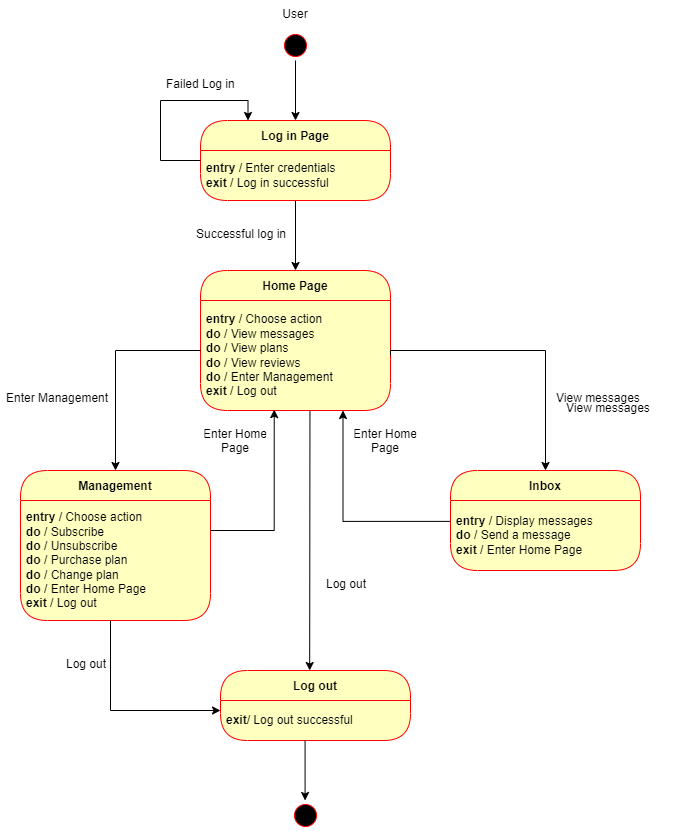 User
Failed Log in
Log in Page
entry / Enter credentials
exit / Log in successful
Successful log in
Home Page
entry / Choose action
do / View messages
do / View plans
do / View reviews
do / Enter Management
exit / Log out
Enter Management
View messages
View messages
Enter Home
Page
Enter Home
Page
Management
entry / Choose action
do / Subscribe
do / Unsubscribe
do / Purchase plan
do / Change plan
do / Enter Home Page
exit / Log out
Inbox
entry / Display messages
do / Send a message
exit / Enter Home Page
Log out
Log out
Log out
exit/ Log out successful